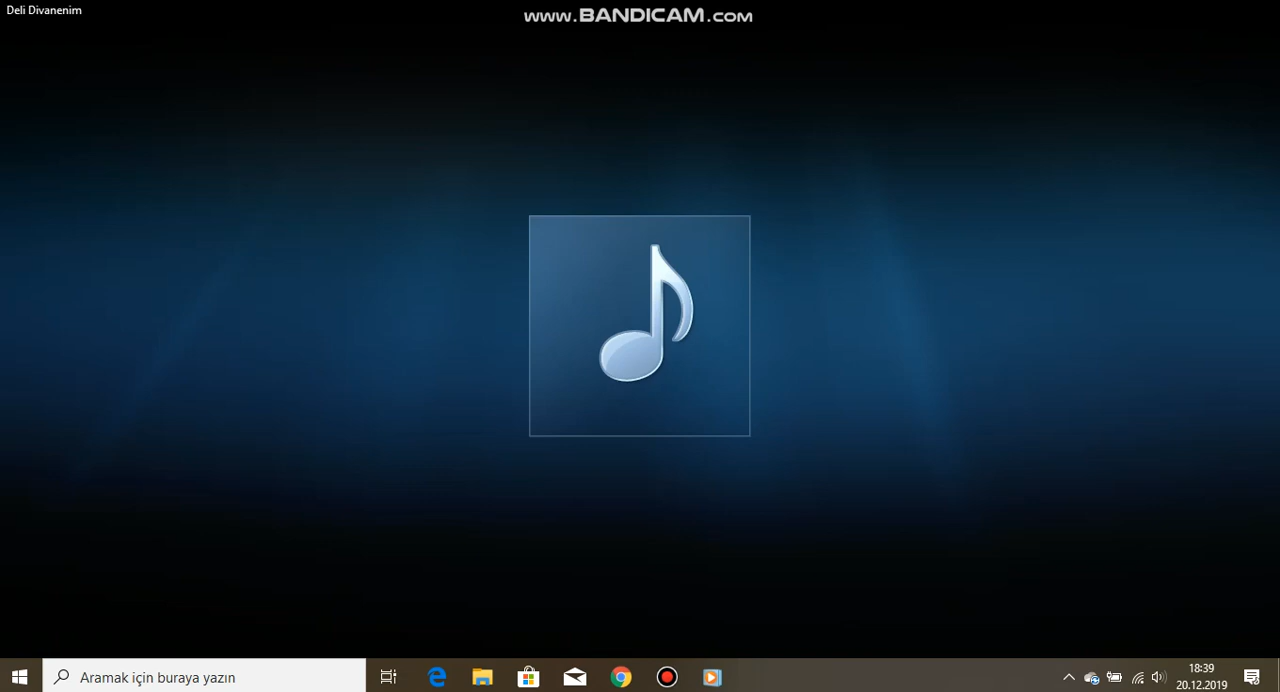 Deli Divanenim
www.BANDICAM.com
Aramak için buraya yazın
18:39
20.12.2019